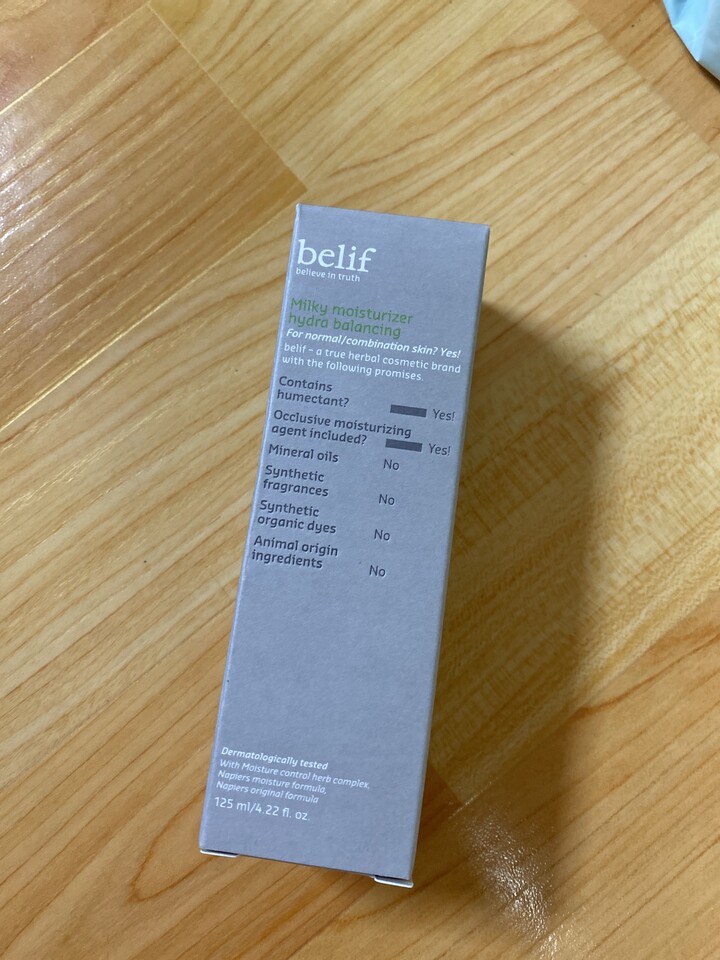 belif
believe in truth
Milky moisturizer
hydra balancing
For normal/combination skin? Yes!
belif – a true herbal cosmetic brand
with the following promises.
Contains
humectant? Yes!
Occlusive moisturizing
agent included? Yes!
Mineral oils No
Synthetic
fragrances No
Synthetic
organic dyes No
Animal origin
ingredients No
Dermatologically tested
With Moisture control herb complex,
Napiers moisture formula,
Napiers original formula
125 ml/4.22 fl. oz.